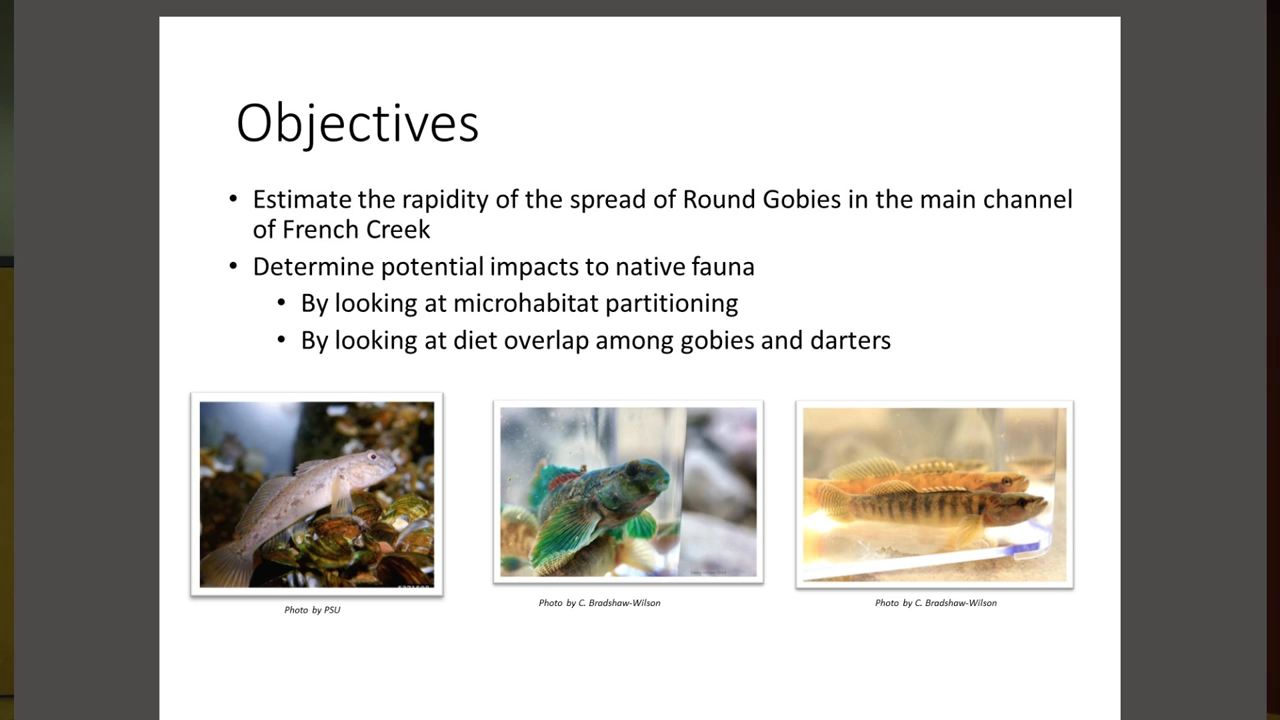 Objectives
• Estimate the rapidity of the spread of Round Gobies in the main channel
of French Creek
• Determine potential impacts to native fauna
• By looking at microhabitat partitioning
• By looking at diet overlap among gobies and darters
Photo by PSU
Photo by C. Bradshaw-Wilson
Photo by C. Bradshaw-Wilson